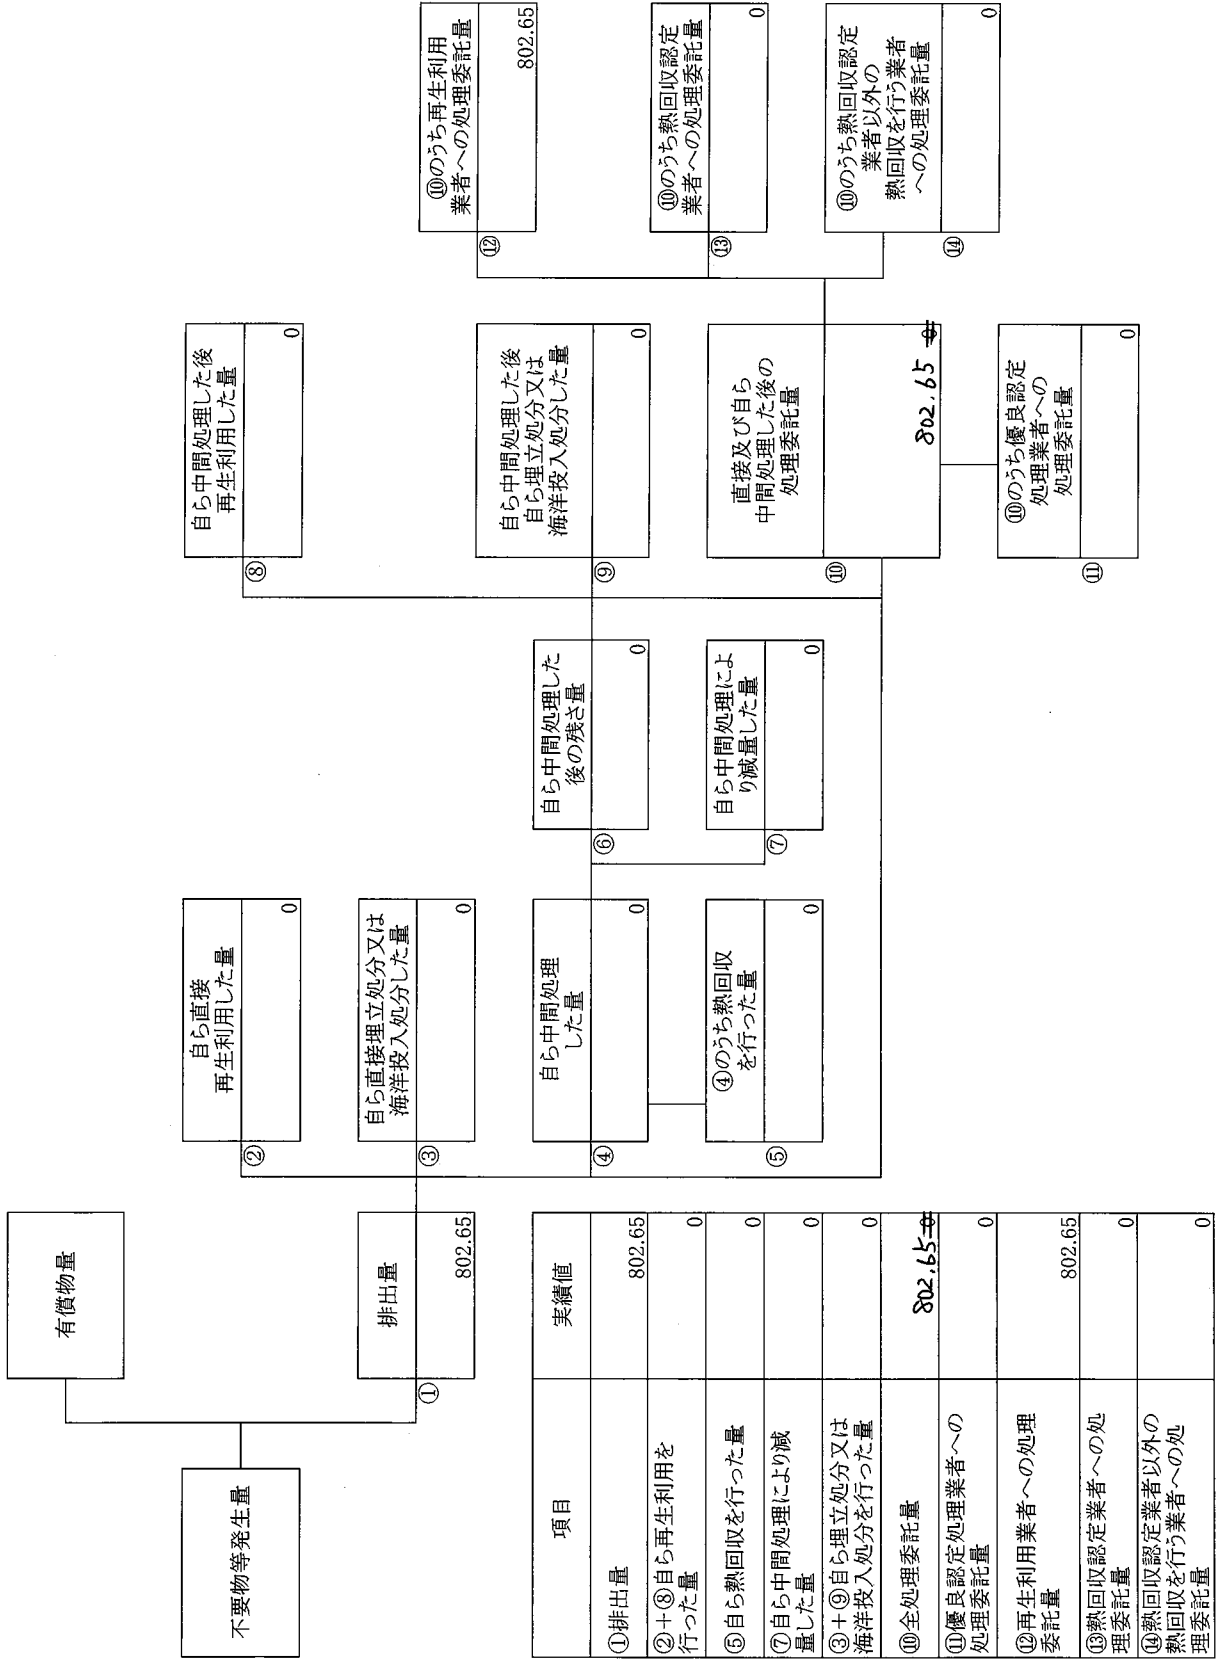 不要物等発生量
有償物量
①
排出量
802.65
②
自ら直接
再生利用した量
0
③
自ら直接埋立処分又は
海洋投入処分した量
0
④
自ら中間処理
した量
0
⑤
④のうち熱回収
を行った量
0
⑥
自ら中間処理した
後の残さ量
0
⑦
自ら中間処理によ
り減量した量
0
⑧
自ら中間処理した後
再生利用した量
0
⑨
自ら中間処理した後
自ら埋立処分又は
海洋投入処分した量
0
⑩
直接及び自ら
中間処理した後の
処理委託量
802.65 0
⑪
⑩のうち優良認定
処理業者への
処理委託量
0
⑫
⑩のうち再生利用
業者への処理委託量
802.65
⑬
⑩のうち熱回収認定
業者への処理委託量
0
⑭
⑩のうち熱回収認定
業者以外の
熱回収を行う業者
への処理委託量
0
項目 実績値
①排出量 802.65
②+⑧自ら再生利用を
行った量 0
⑤自ら熱回収を行った量 0
⑦自ら中間処理により減
量した量 0
③+⑨自ら埋立処分又は
海洋投入処分を行った量 0
⑩全処理委託量 802.65 0
⑪優良認定処理業者への
処理委託量 0
⑫再生利用業者への処理
委託量 802.65
⑬熱回収認定業者への処
理委託量 0
⑭熱回収認定業者以外の
熱回収を行う業者への処
理委託量 0